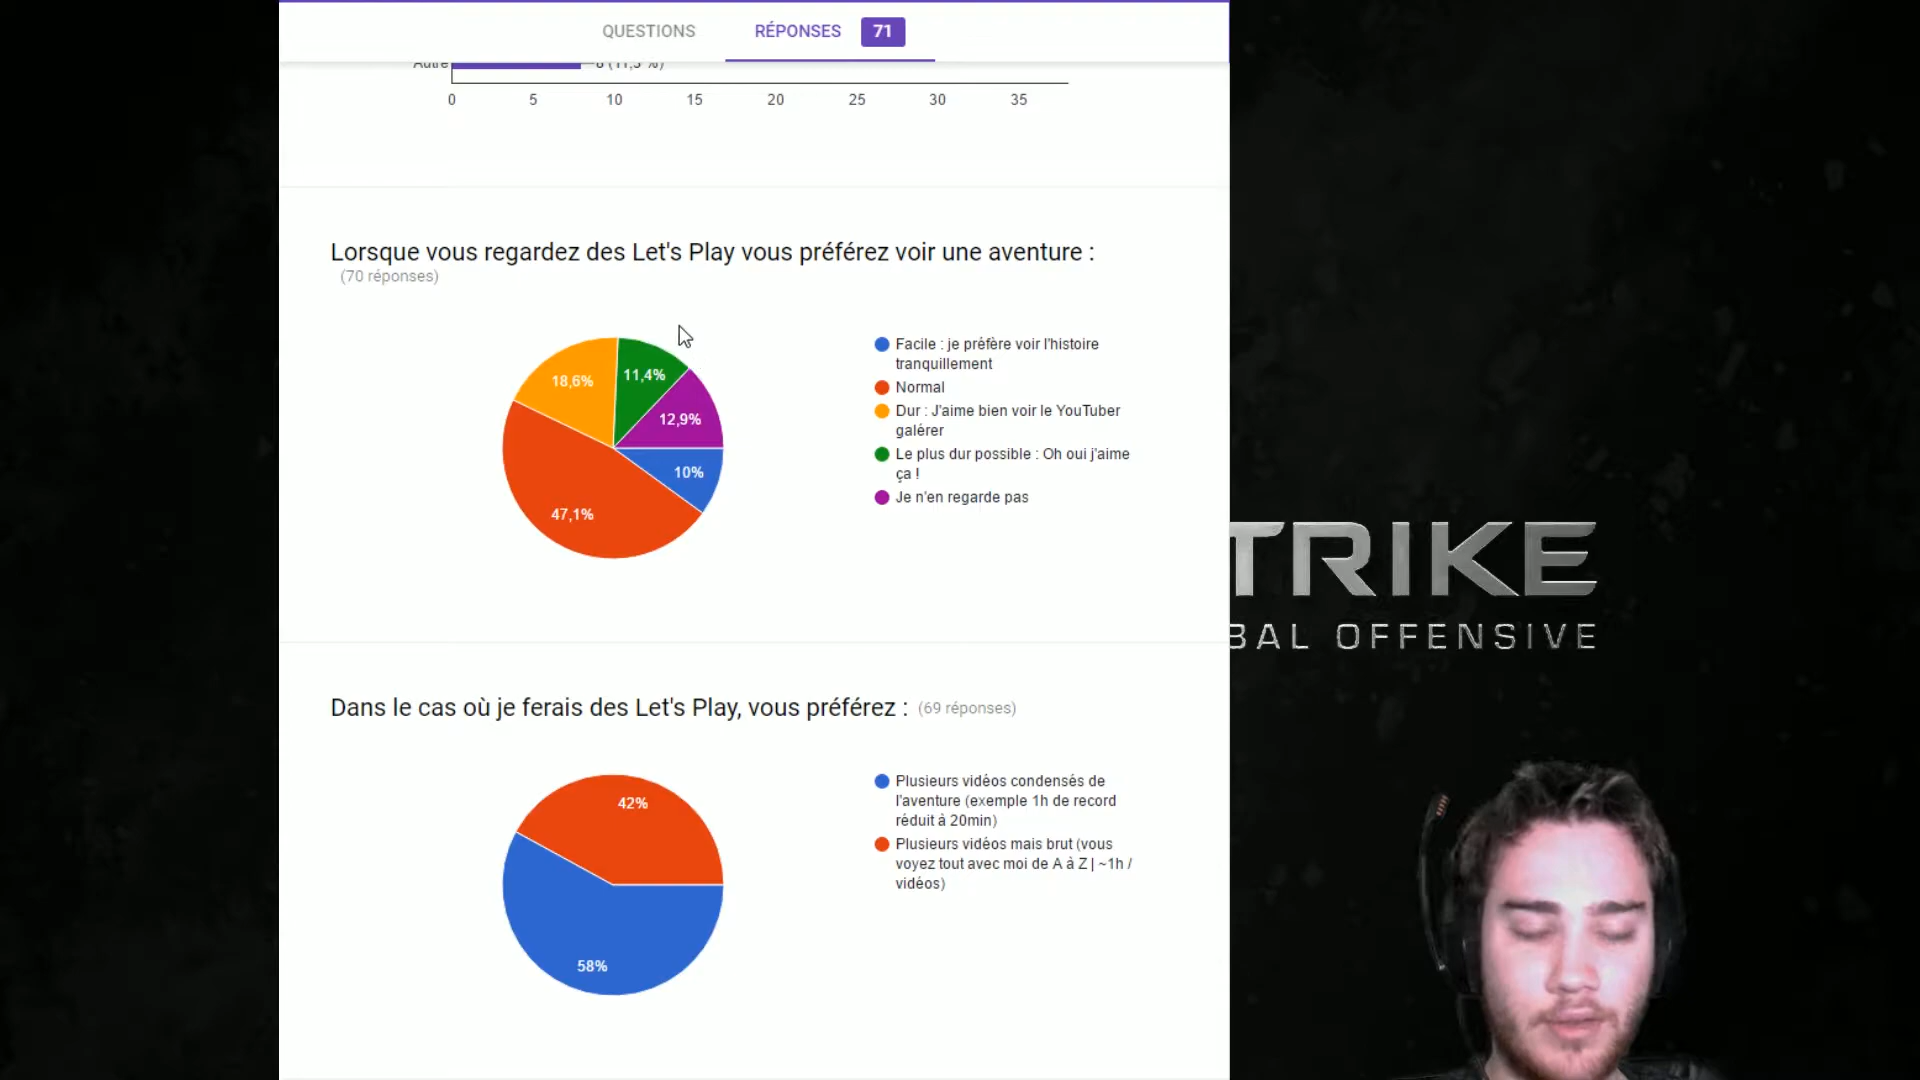 QUESTIONS
RÉPONSES 71
Autre 8 (11,3 %)
0 5 10 15 20 25 30 35
Lorsque vous regardez des Let's Play vous préférez voir une aventure :
(70 réponses)
18,6%
11,4%
12,9%
10%
47,1%
Facile : je préfère voir l'histoire
tranquillement
Normal
Dur : J'aime bien voir le YouTuber
galérer
Le plus dur possible : Oh oui j'aime
ça !
Je n'en regarde pas
Dans le cas où je ferais des Let's Play, vous préférez : (69 réponses)
42%
58%
Plusieurs vidéos condensés de
l'aventure (exemple 1h de record
réduit à 20min)
Plusieurs vidéos mais brut (vous
voyez tout avec moi de A à Z | ~1h /
vidéos)
TRIKE
BAL OFFENSIVE